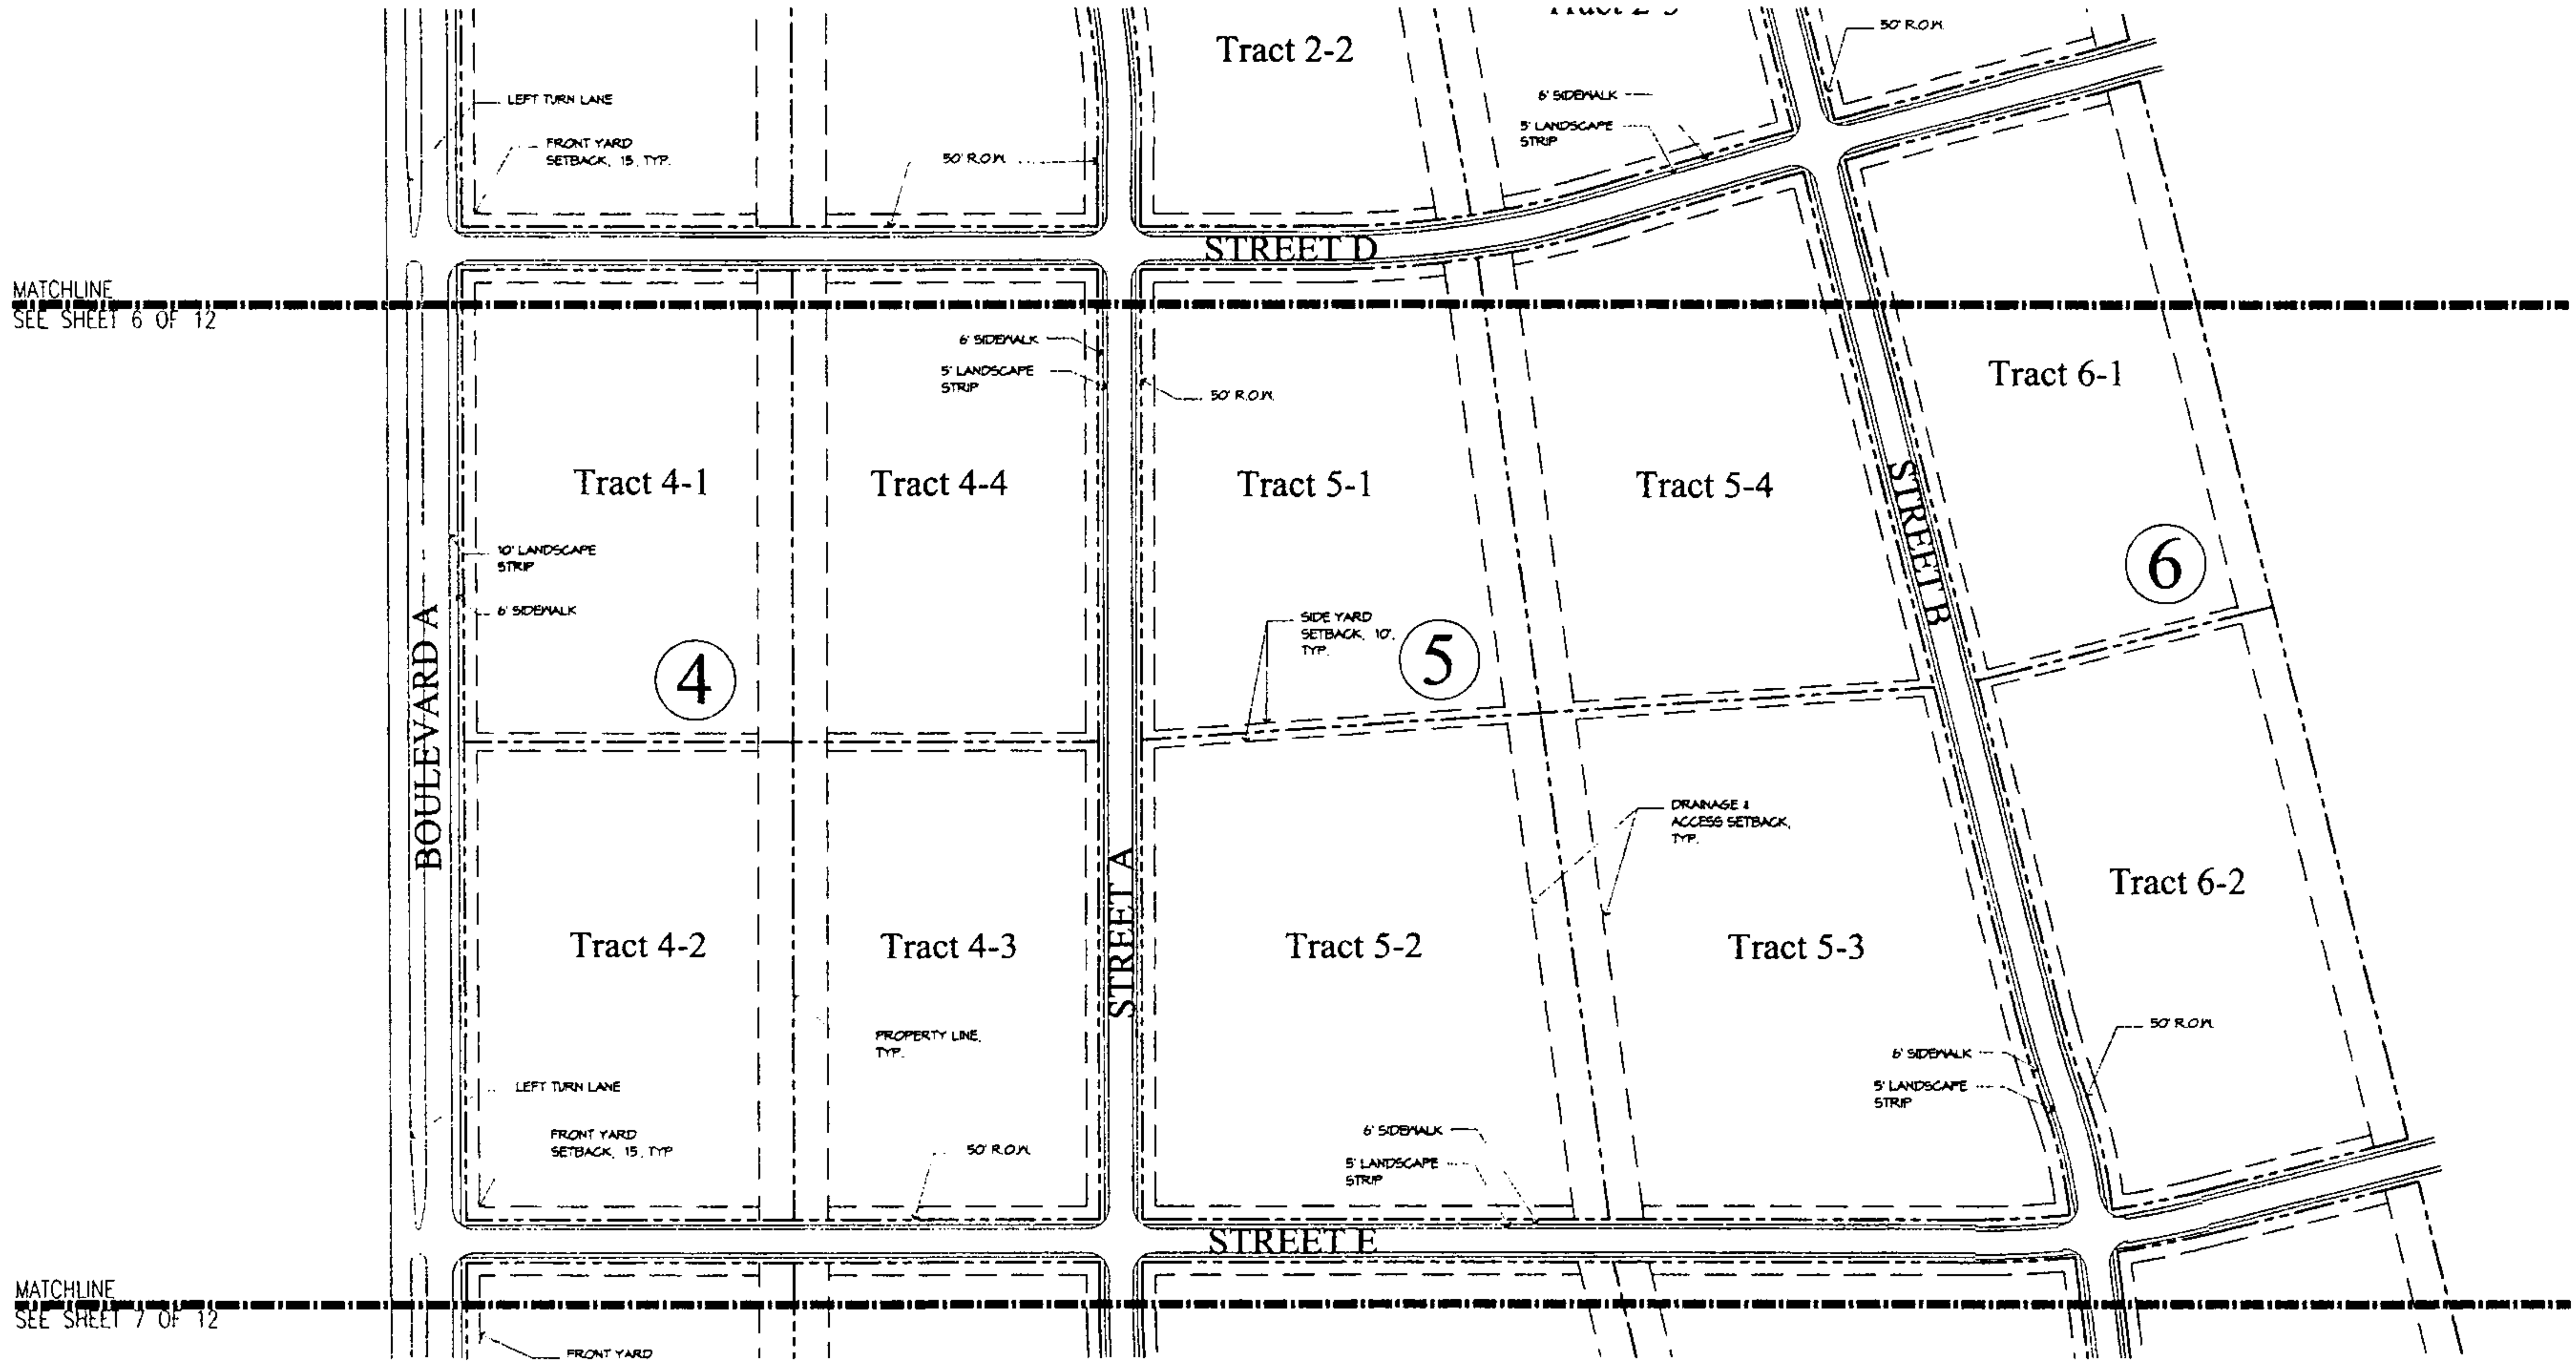 Tract 2-2
50' R.O.W.
LEFT TURN LANE
6' SIDEWALK
5' LANDSCAPE
STRIP
FRONT YARD
SETBACK, 15, TYP.
50' R.O.W.
STREET D
MATCHLINE
SEE SHEET 6 OF 12
6' SIDEWALK
5' LANDSCAPE
STRIP
50' R.O.W.
Tract 6-1
Tract 4-1
Tract 4-4
Tract 5-1
Tract 5-4
STREET B
10' LANDSCAPE
STRIP
6' SIDEWALK
6
SIDE YARD
SETBACK, 10',
TYP.
4
5
BOULEVARD A
DRAINAGE &
ACCESS SETBACK,
TYP.
STREET A
Tract 6-2
Tract 4-2
Tract 4-3
Tract 5-2
Tract 5-3
PROPERTY LINE,
TYP.
50' R.O.W.
6' SIDEWALK
5' LANDSCAPE
STRIP
LEFT TURN LANE
FRONT YARD
SETBACK, 15, TYP
50' R.O.W.
6' SIDEWALK
5' LANDSCAPE
STRIP
STREET E
MATCHLINE
SEE SHEET 7 OF 12
FRONT YARD